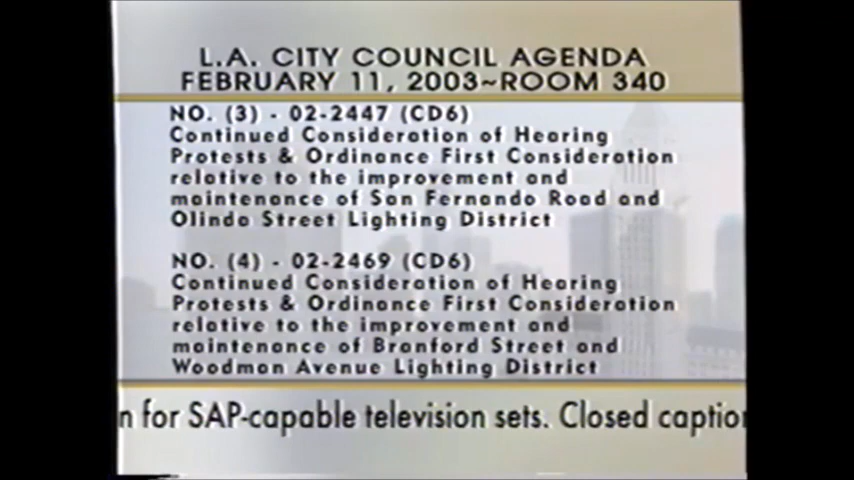 L.A. CITY COUNCIL AGENDA
FEBRUARY 11, 2003~ROOM 340
NO. (3) - 02-2447 (CD6)
Continued Consideration of Hearing
Protests & Ordinance First Consideration
relative to the improvement and
maintenance of San Fernando Road and
Olinda Street Lighting District
NO. (4) - 02-2469 (CD6)
Continued Consideration of Hearing
Protests & Ordinance First Consideration
relative to the improvement and
maintenance of Branford Street and
Woodman Avenue Lighting District
n for SAP-capable television sets. Closed captio